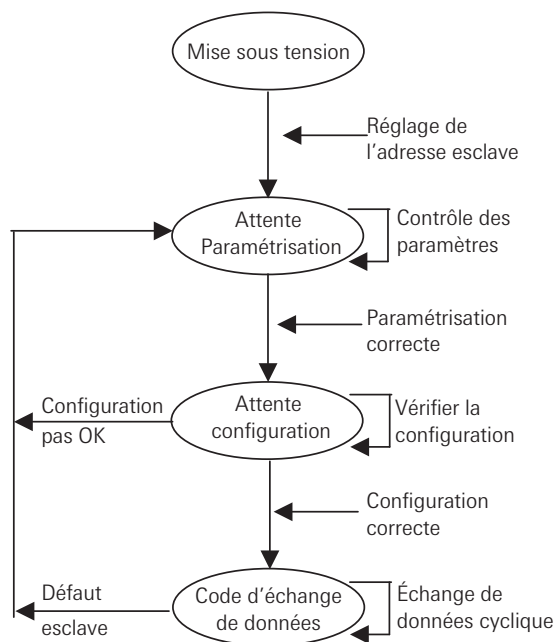 Mise sous tension
Réglage de
l'adresse esclave
Attente
Paramétrisation
Contrôle des
paramètres
Paramétrisation
correcte
Configuration
pas OK
Attente
configuration
Vérifier la
configuration
Configuration
correcte
Défaut
esclave
Code d'échange
de données
Échange de
données cyclique